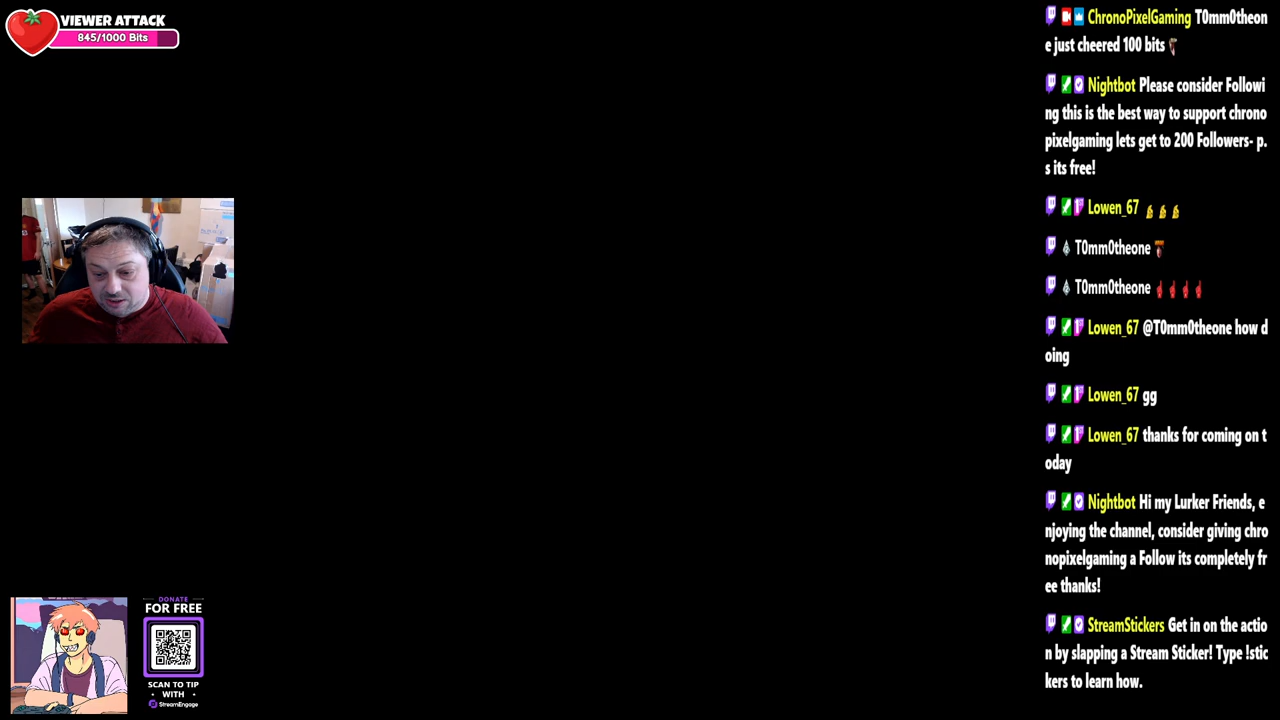 VIEWER ATTACK
845/1000 Bits
ChronoPixelGaming T0mm0theon
e just cheered 100 bits
Nightbot Please consider Followi
ng this is the best way to support chrono
pixelgaming lets get to 200 Followers- p.
s its free!
Lowen_67
T0mm0theone
T0mm0theone
Lowen_67 @T0mm0theone how d
oing
Lowen_67 gg
Lowen_67 thanks for coming on t
oday
Nightbot Hi my Lurker Friends, e
njoying the channel, consider giving chro
nopixelgaming a Follow its completely fr
ee thanks!
StreamStickers Get in on the actio
n by slapping a Stream Sticker! Type !stic
kers to learn how.
DONATE
FOR FREE
SCAN TO TIP
• WITH •
StreamEngage